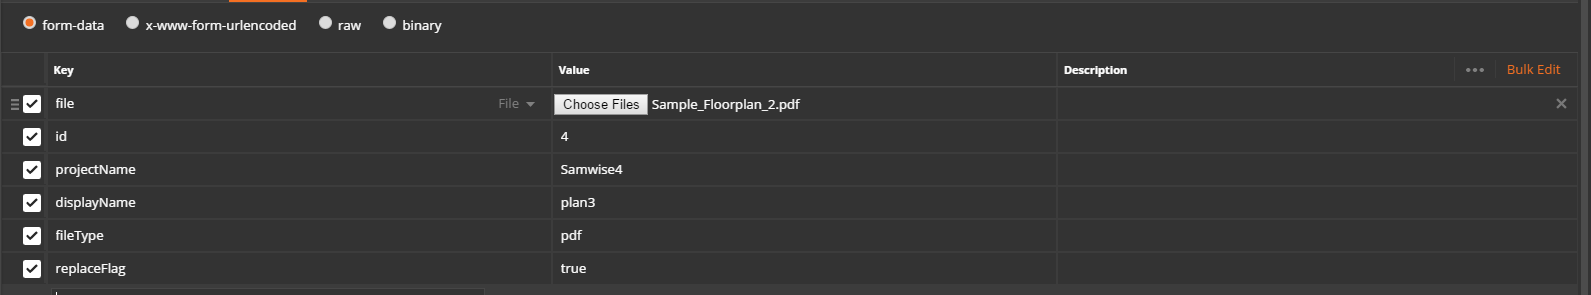 form-data x-www-form-urlencoded raw binary
Key Value Description ••• Bulk Edit
file File Choose Files Sample_Floorplan_2.pdf
id 4
projectName Samwise4
displayName plan3
fileType pdf
replaceFlag true